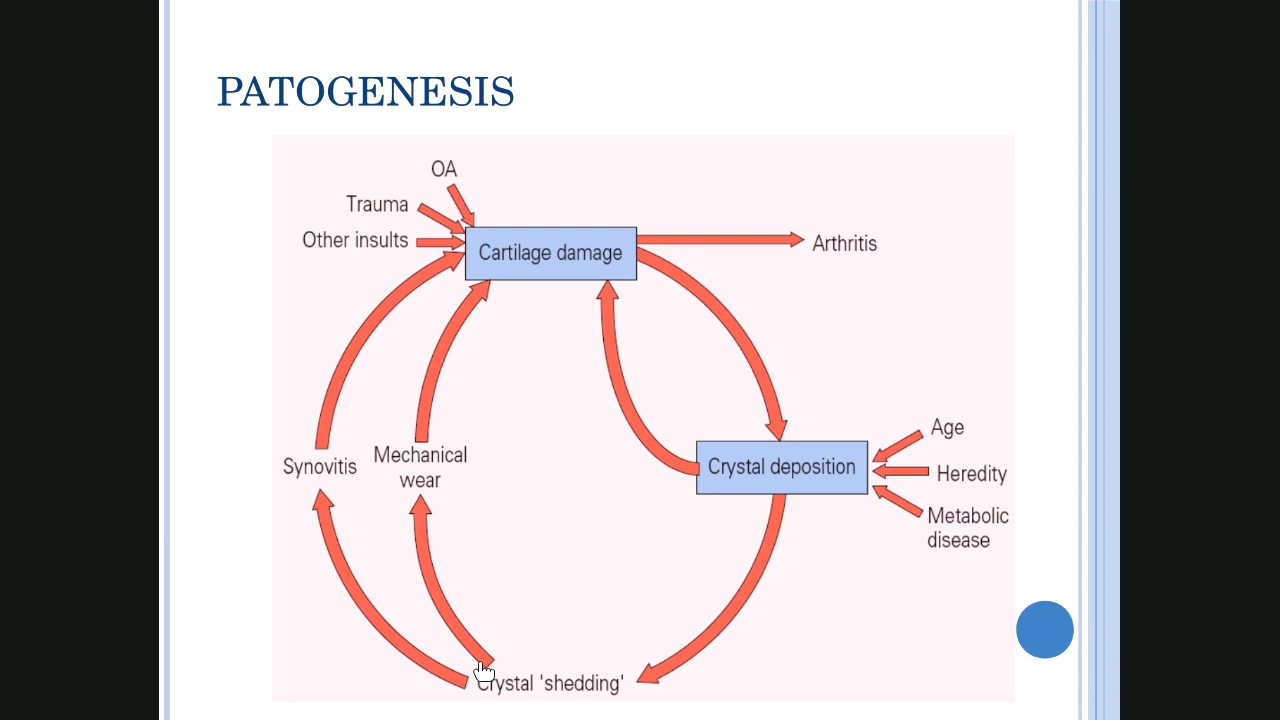 PATOGENESIS
OA
Trauma
Other insults
Cartilage damage
Arthritis
Synovitis
Mechanical
wear
Crystal deposition
Age
Heredity
Metabolic
disease
Crystal 'shedding'